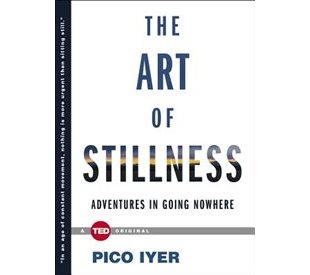 THE
ART
OF
STILLNESS
ADVENTURES IN GOING NOWHERE
A TED ORIGINAL
PICO IYER
"In an age of constant movement, nothing is more urgent than sitting still."